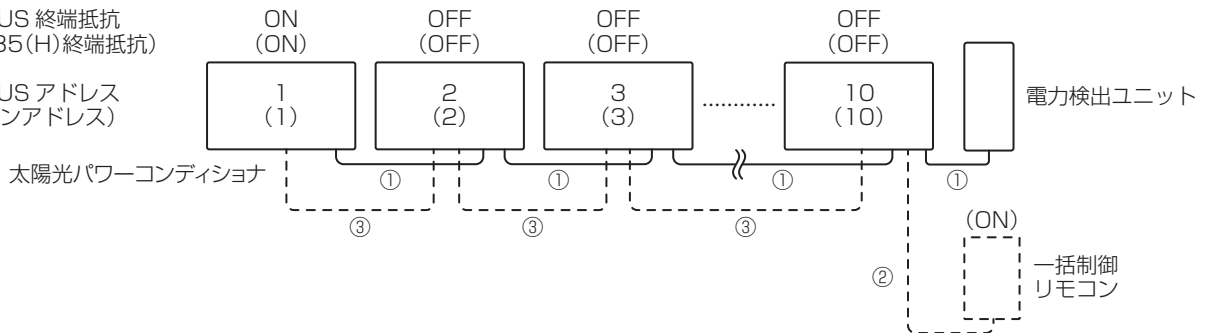 US 終端抵抗
85(H)終端抵抗)
ON
(ON)
OFF
(OFF)
OFF
(OFF)
OFF
(OFF)
US アドレス
ンアドレス)
1
(1)
2
(2)
3
(3)
…………
10
(10)
電力検出ユニット
太陽光パワーコンディショナ
① ① ① ①
③ ③ ③
②
(ON)
一括制御
リモコン